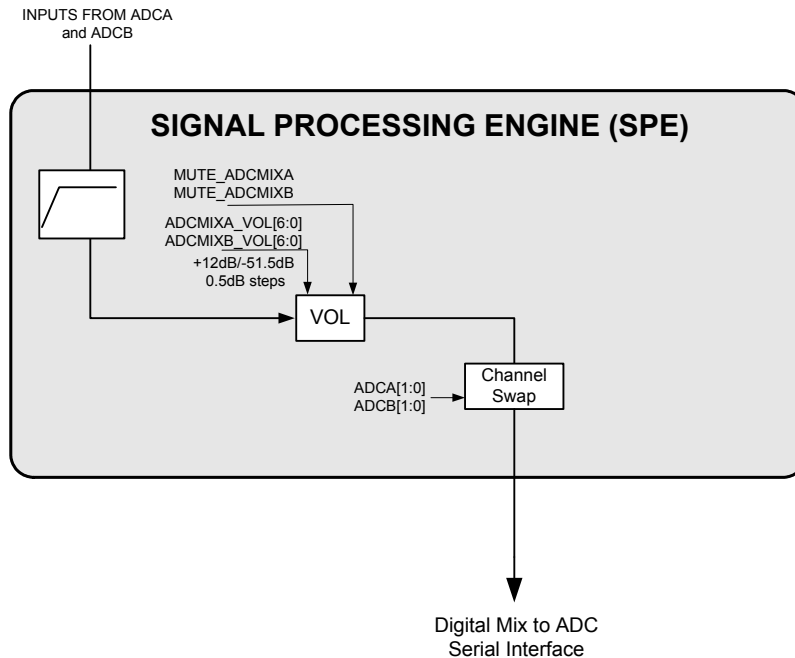 INPUTS FROM ADCA
and ADCB
SIGNAL PROCESSING ENGINE (SPE)
MUTE_ADCMIXA
MUTE_ADCMIXB
ADCMIXA_VOL[6:0]
ADCMIXB_VOL[6:0]
+12dB/-51.5dB
0.5dB steps
VOL
Channel
Swap
ADCA[1:0]
ADCB[1:0]
Digital Mix to ADC
Serial Interface